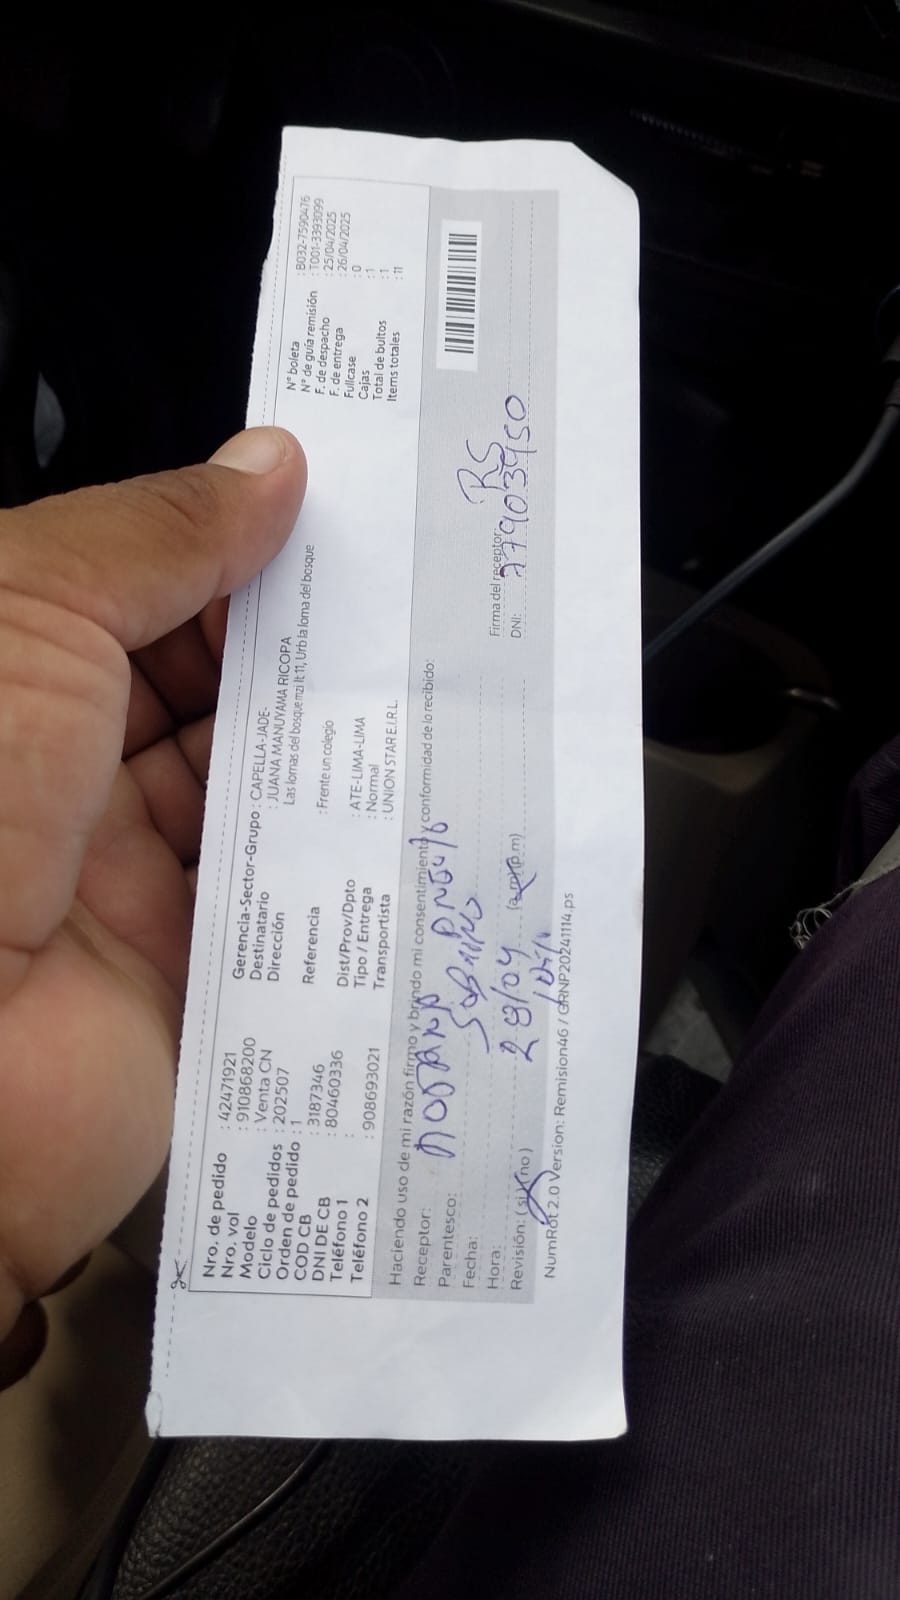 Nro. de pedido : 42471921
Nro. vol : 910868200
Modelo : Venta CN
Ciclo de pedidos : 202507
Orden de pedido : 1
COD CB : 3187346
DNI DE CB : 80460336
Teléfono 1 :
Teléfono 2 : 908693021
Gerencia-Sector-Grupo : CAPELLA-JADE-
Destinatario : JUANA MANUYAMA RICOPA
Dirección Las lomas del bosque mzi lt 11, Urb la loma del bosque
Referencia : Frente un colegio
Dist/Prov/Dpto : ATE-LIMA-LIMA
Tipo / Entrega : Normal
Transportista : UNION STAR E.I.R.L.
N° boleta : B032-7590476
N° de guía remisión : T001-3393099
F. de despacho : 25/04/2025
F. de entrega : 26/04/2025
Fullcase : 0
Cajas : 1
Total de bultos : 1
Items totales : 11
Haciendo uso de mi razón firmo y brindo mi consentimiento y conformidad de lo recibido:
Receptor:
Parentesco:
Fecha: 28/04
Hora: (a.m/p.m)
Revisión: ( si / no )
Firma del receptor: RS
DNI:
NumRot 2.0 Version: Remision46 / GRNP20241114.ps